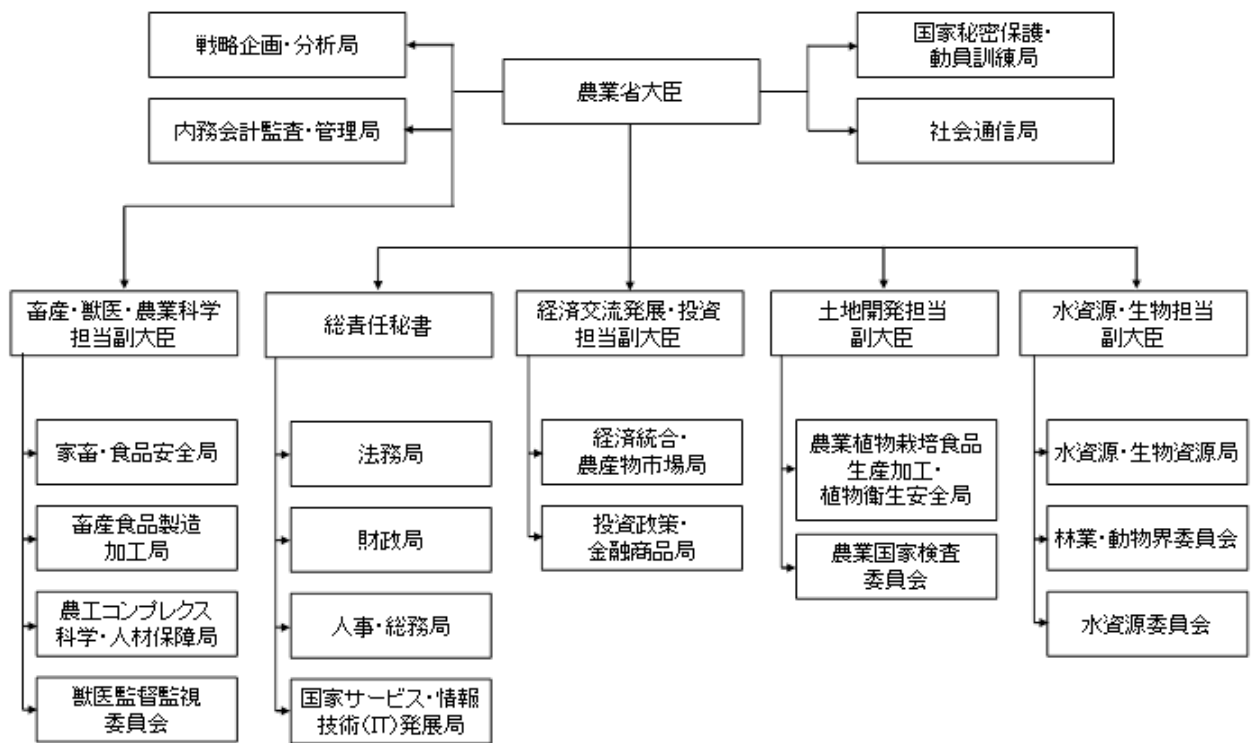 戦略企画・分析局
国家秘密保護・
動員訓練局
農業省大臣
内務会計監査・管理局
社会通信局
畜産・獣医・農業科学
担当副大臣
総責任秘書
経済交流発展・投資
担当副大臣
土地開発担当
副大臣
水資源・生物担当
副大臣
家畜・食品安全局
畜産食品製造
加工局
農工コンプレクス
科学・人材保障局
獣医監督監視
委員会
法務局
財政局
人事・総務局
国家サービス・情報
技術(IT)発展局
経済統合・
農産物市場局
投資政策・
金融商品局
農業植物栽培食品
生産加工・
植物衛生安全局
農業国家検査
委員会
水資源・生物資源局
林業・動物界委員会
水資源委員会